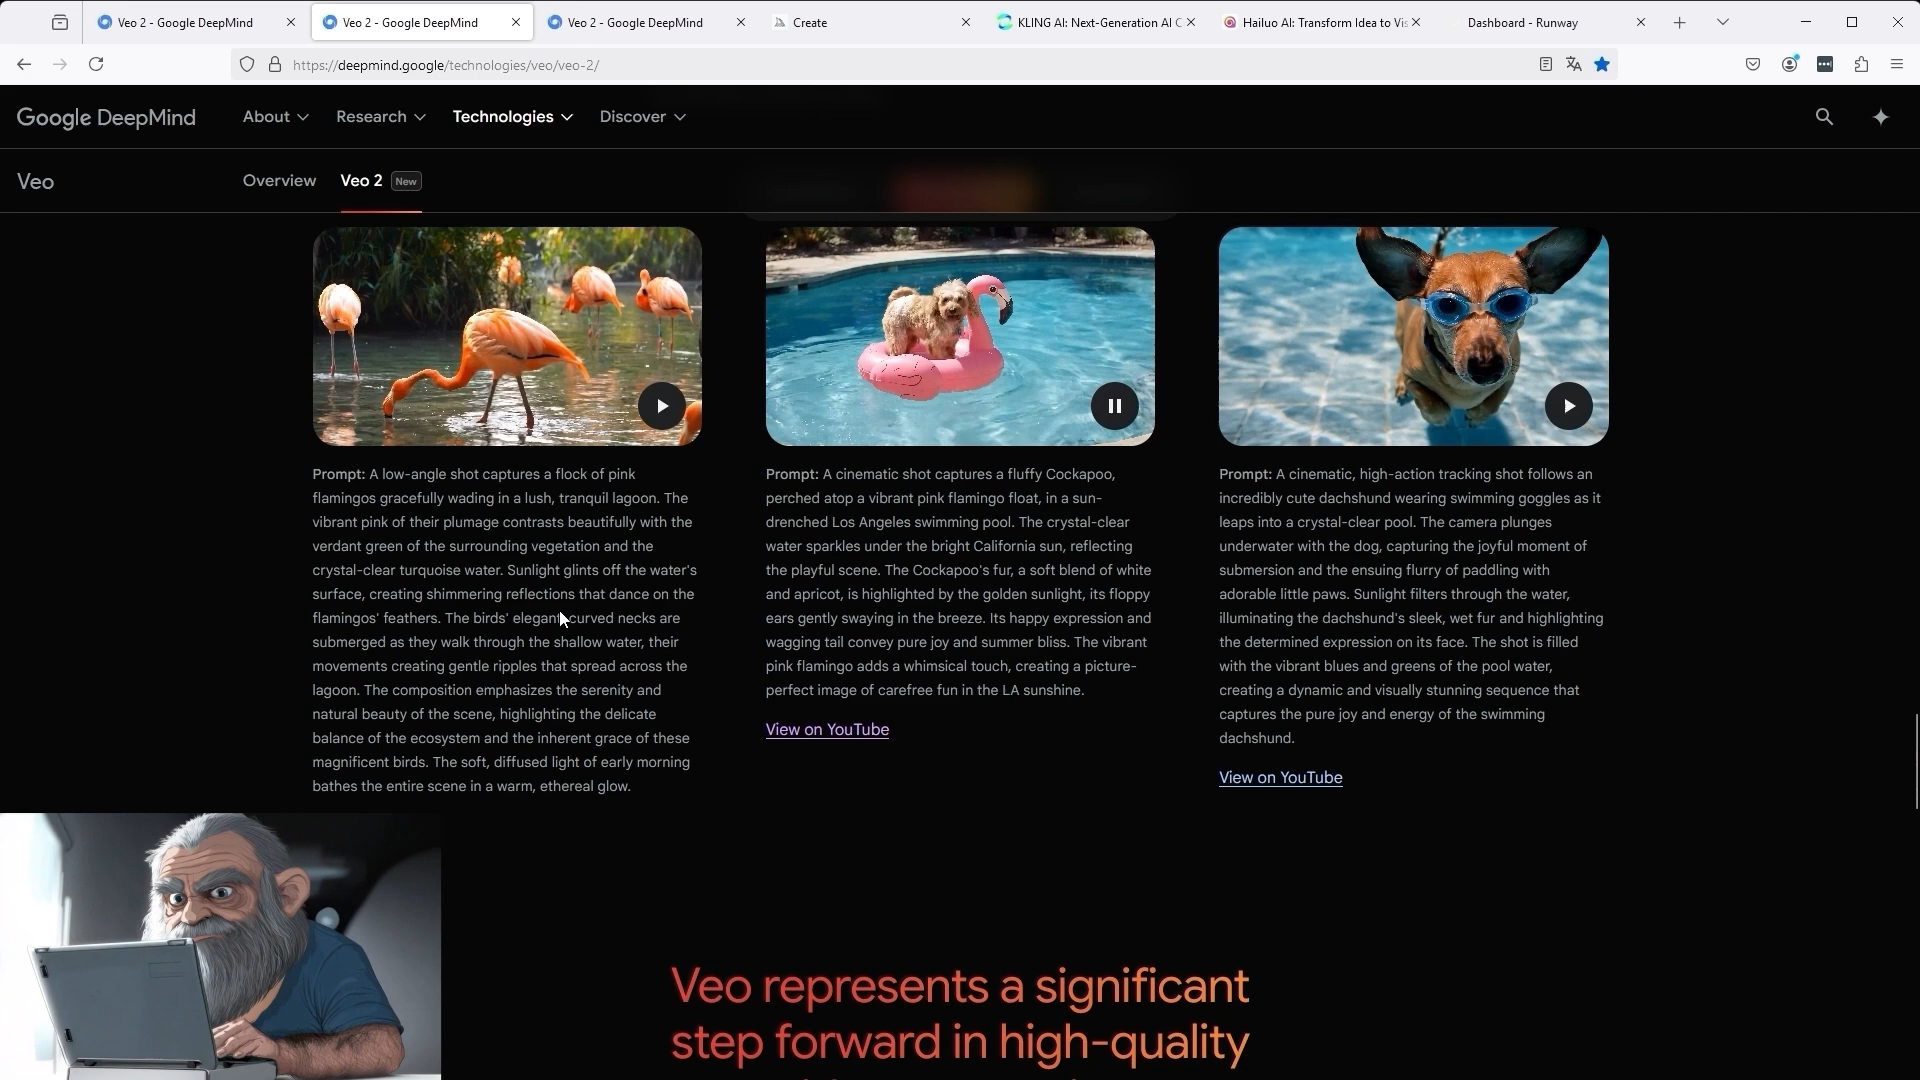 Veo 2 - Google DeepMind
Veo 2 - Google DeepMind
Veo 2 - Google DeepMind
Create
KLING AI: Next-Generation AI C
Hailuo AI: Transform Idea to Vis
Dashboard - Runway
https://deepmind.google/technologies/veo/veo-2/
Google DeepMind
About
Research
Technologies
Discover
Veo
Overview
Veo 2
New
Prompt: A low-angle shot captures a flock of pink
flamingos gracefully wading in a lush, tranquil lagoon. The
vibrant pink of their plumage contrasts beautifully with the
verdant green of the surrounding vegetation and the
crystal-clear turquoise water. Sunlight glints off the water's
surface, creating shimmering reflections that dance on the
flamingos' feathers. The birds' elegant curved necks are
submerged as they walk through the shallow water, their
movements creating gentle ripples that spread across the
lagoon. The composition emphasizes the serenity and
natural beauty of the scene, highlighting the delicate
balance of the ecosystem and the inherent grace of these
magnificent birds. The soft, diffused light of early morning
bathes the entire scene in a warm, ethereal glow.
Prompt: A cinematic shot captures a fluffy Cockapoo,
perched atop a vibrant pink flamingo float, in a sun-
drenched Los Angeles swimming pool. The crystal-clear
water sparkles under the bright California sun, reflecting
the playful scene. The Cockapoo's fur, a soft blend of white
and apricot, is highlighted by the golden sunlight, its floppy
ears gently swaying in the breeze. Its happy expression and
wagging tail convey pure joy and summer bliss. The vibrant
pink flamingo adds a whimsical touch, creating a picture-
perfect image of carefree fun in the LA sunshine.
View on YouTube
Prompt: A cinematic, high-action tracking shot follows an
incredibly cute dachshund wearing swimming goggles as it
leaps into a crystal-clear pool. The camera plunges
underwater with the dog, capturing the joyful moment of
submersion and the ensuing flurry of paddling with
adorable little paws. Sunlight filters through the water,
illuminating the dachshund's sleek, wet fur and highlighting
the determined expression on its face. The shot is filled
with the vibrant blues and greens of the pool water,
creating a dynamic and visually stunning sequence that
captures the pure joy and energy of the swimming
dachshund.
View on YouTube
Veo represents a significant
step forward in high-quality